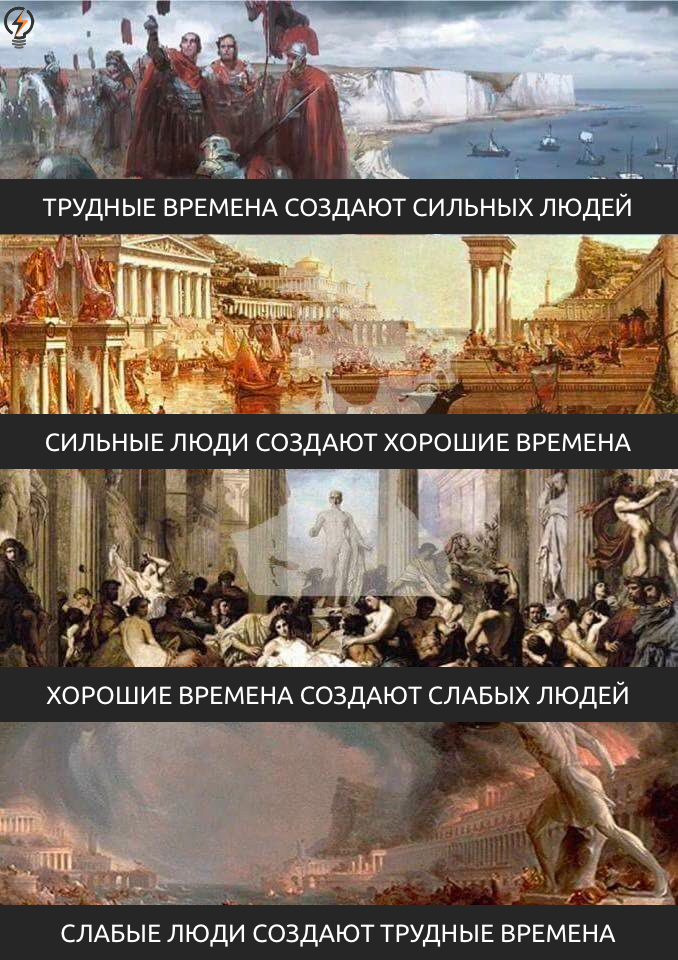 ТРУДНЫЕ ВРЕМЕНА СОЗДАЮТ СИЛЬНЫХ ЛЮДЕЙ
СИЛЬНЫЕ ЛЮДИ СОЗДАЮТ ХОРОШИЕ ВРЕМЕНА
ХОРОШИЕ ВРЕМЕНА СОЗДАЮТ СЛАБЫХ ЛЮДЕЙ
СЛАБЫЕ ЛЮДИ СОЗДАЮТ ТРУДНЫЕ ВРЕМЕНА